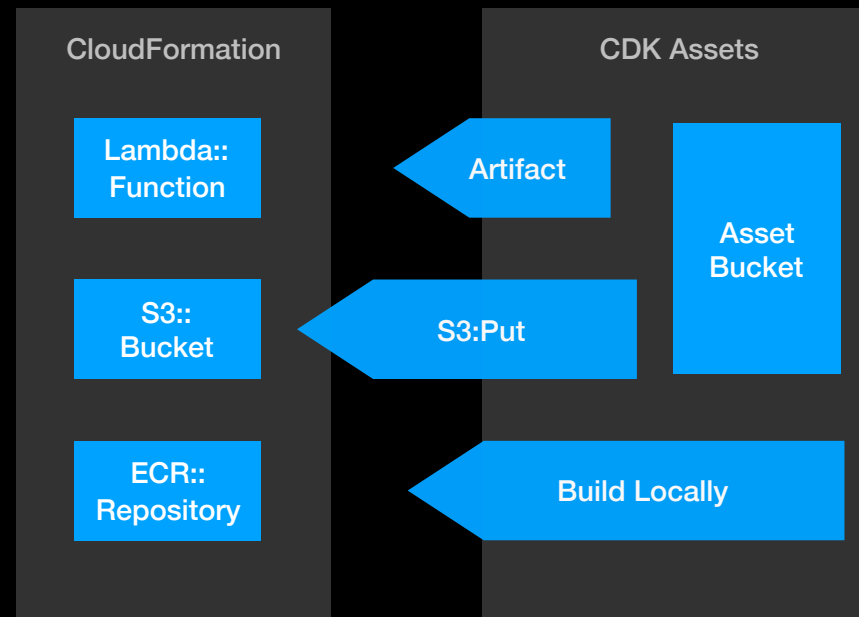 CloudFormation
CDK Assets
Lambda::
Function
Artifact
Asset
Bucket
S3::
Bucket
S3:Put
ECR::
Repository
Build Locally